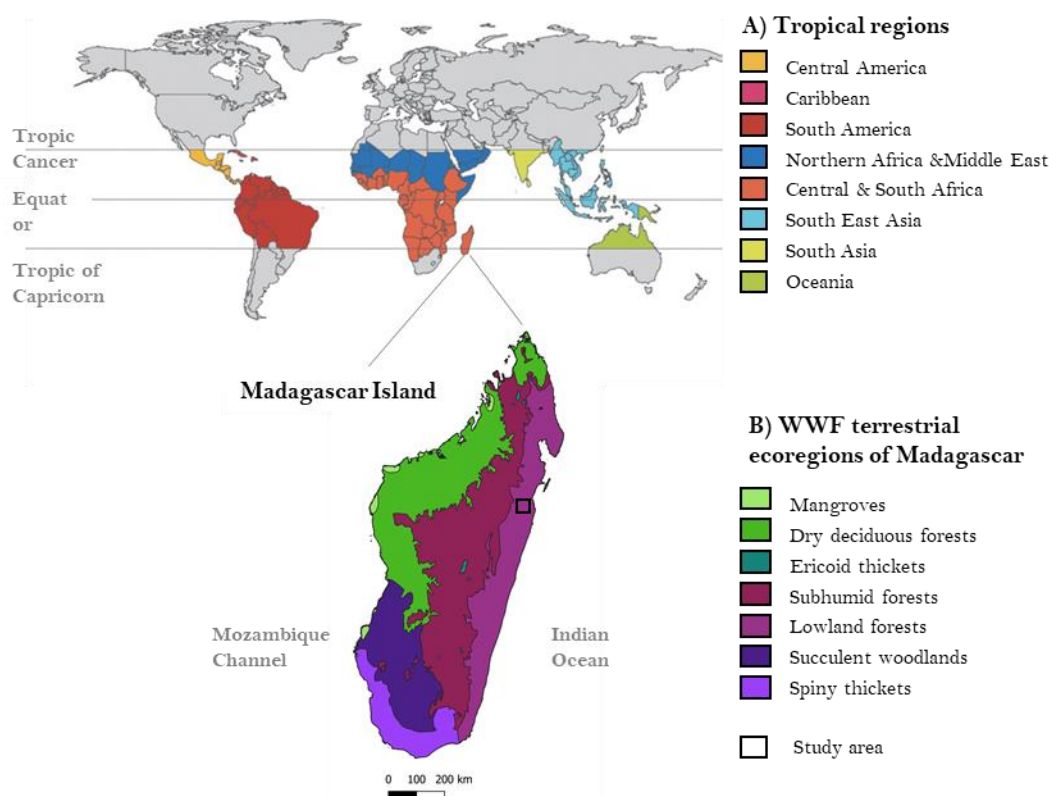 A) Tropical regions
Central America
Caribbean
South America
Northern Africa &Middle East
Central & South Africa
South East Asia
South Asia
Oceania
Tropic
Cancer
Equat
or
Tropic of
Capricorn
Madagascar Island
B) WWF terrestrial
ecoregions of Madagascar
Mangroves
Dry deciduous forests
Ericoid thickets
Subhumid forests
Lowland forests
Succulent woodlands
Spiny thickets
Study area
Mozambique
Channel
Indian
Ocean
0 100 200 km